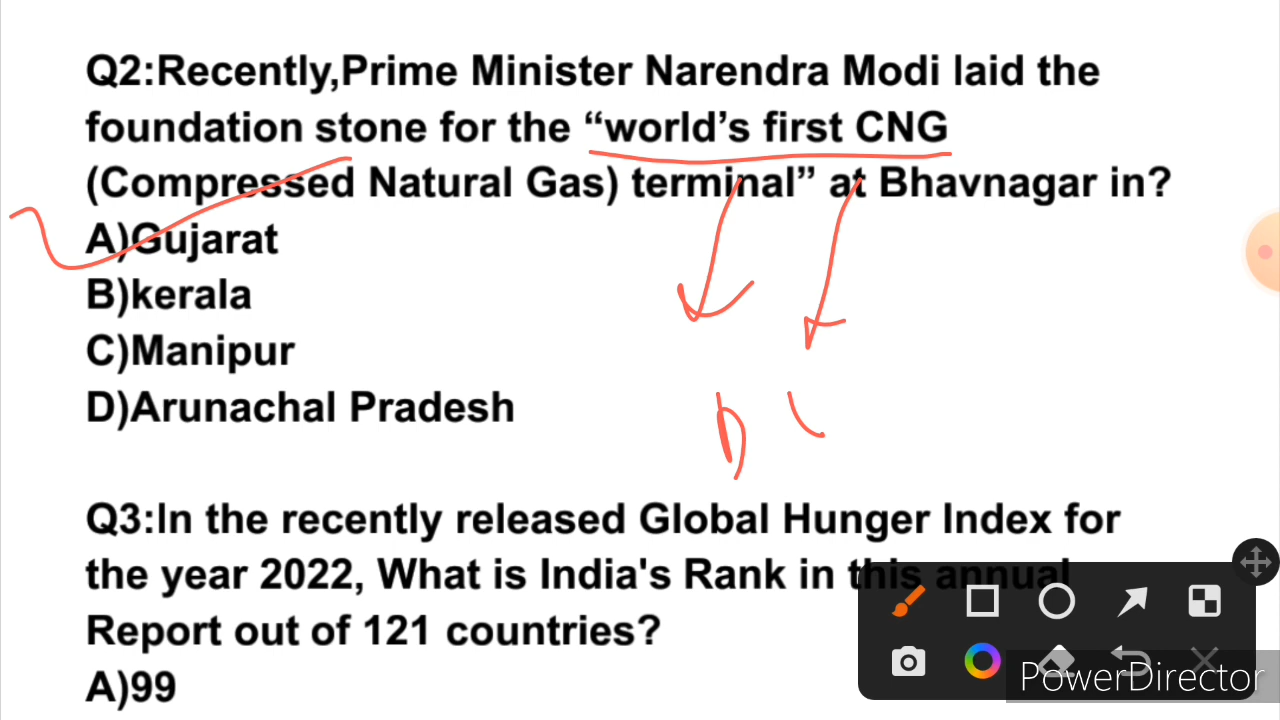 Q2:Recently,Prime Minister Narendra Modi laid the
foundation stone for the “world’s first CNG
(Compressed Natural Gas) terminal” at Bhavnagar in?
A)Gujarat
B)kerala
C)Manipur
D)Arunachal Pradesh
Q3:In the recently released Global Hunger Index for
the year 2022, What is India's Rank in this annual
Report out of 121 countries?
A)99
PowerDirector